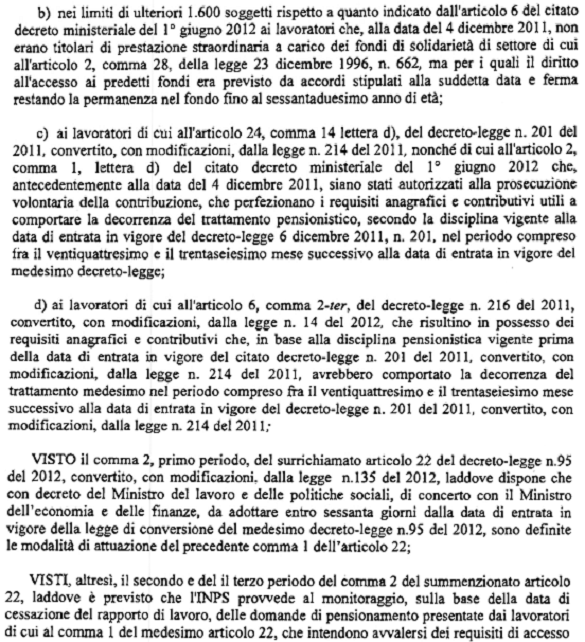 b) nei limiti di ulteriori 1.600 soggetti rispetto a quanto indicato dall'articolo 6 del citato
decreto ministeriale del 1° giugno 2012 ai lavoratori che, alla data del 4 dicembre 2011, non
erano titolari di prestazione straordinaria a carico dei fondi di solidarietà di settore di cui
all'articolo 2, comma 28, della legge 23 dicembre 1996, n. 662, ma per i quali il diritto
all'accesso ai predetti fondi era previsto da accordi stipulati alla suddetta data e ferma
restando la permanenza nel fondo fino al sessantaduesimo anno di età;
c) ai lavoratori di cui all'articolo 24, comma 14 lettera d), del decreto-legge n. 201 del
2011, convertito, con modificazioni, dalla legge n. 214 del 2011, nonché di cui all'articolo 2,
comma 1, lettera d) del citato decreto ministeriale del 1° giugno 2012 che,
antecedentemente alla data del 4 dicembre 2011, siano stati autorizzati alla prosecuzione
volontaria della contribuzione, che perfezionano i requisiti anagrafici e contributivi utili a
comportare la decorrenza del trattamento pensionistico, secondo la disciplina vigente alla
data di entrata in vigore del decreto-legge 6 dicembre 2011, n. 201, nel periodo compreso
fra il ventiquattresimo e il trentaseiesimo mese successivo alla data di entrata in vigore del
medesimo decreto-legge;
d) ai lavoratori di cui all'articolo 6, comma 2-ter, del decreto-legge n. 216 del 2011,
convertito, con modificazioni, dalla legge n. 14 del 2012, che risultino in possesso dei
requisiti anagrafici e contributivi che, in base alla disciplina pensionistica vigente prima
della data di entrata in vigore del citato decreto-legge n. 201 del 2011, convertito, con
modificazioni, dalla legge n. 214 del 2011, avrebbero comportato la decorrenza del
trattamento medesimo nel periodo compreso fra il ventiquattresimo e il trentaseiesimo mese
successivo alla data di entrata in vigore del decreto-legge n. 201 del 2011, convertito, con
modificazioni, dalla legge n. 214 del 2011;
VISTO il comma 2, primo periodo, del surrichiamato articolo 22 del decreto-legge n.95
del 2012, convertito, con modificazioni, dalla legge n.135 del 2012, laddove dispone che
con decreto del Ministro del lavoro e delle politiche sociali, di concerto con il Ministro
dell'economia e delle finanze, da adottare entro sessanta giorni dalla data di entrata in
vigore della legge di conversione del medesimo decreto-legge n.95 del 2012, sono definite
le modalità di attuazione del precedente comma 1 dell'articolo 22;
VISTI, altresì, il secondo e del il terzo periodo del comma 2 del summenzionato articolo
22, laddove è previsto che l'INPS provvede al monitoraggio, sulla base della data di
cessazione del rapporto di lavoro, delle domande di pensionamento presentate dai lavoratori
di cui al comma 1 del medesimo articolo 22, che intendono avvalersi dei requisiti di accesso